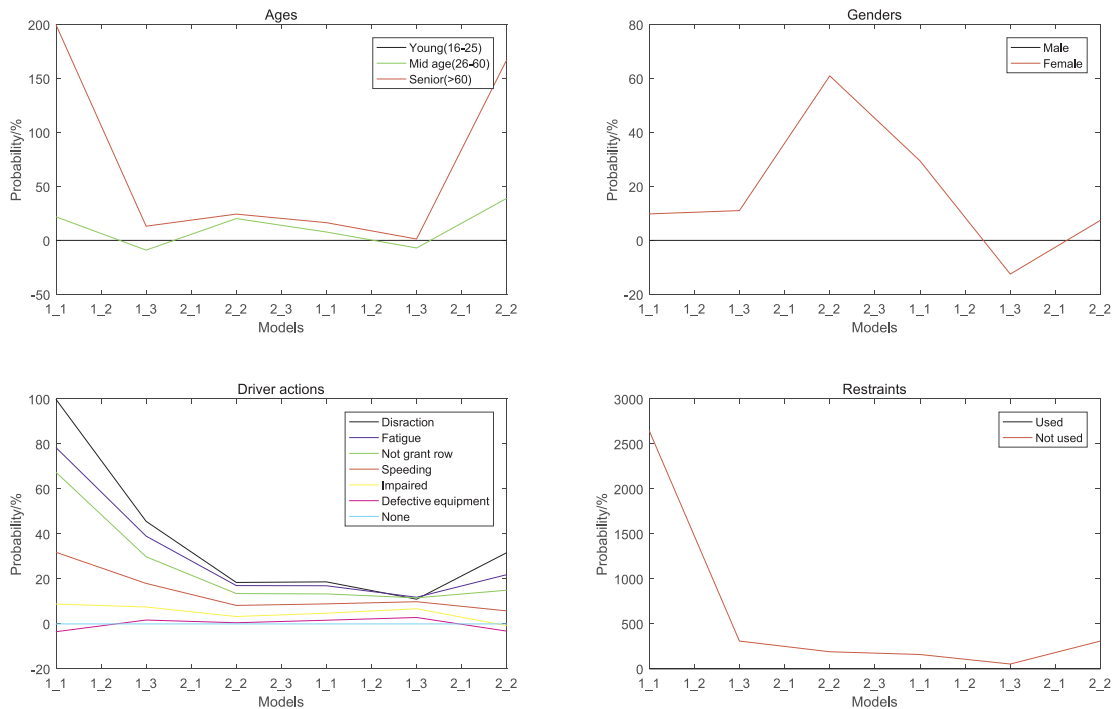 Ages
200
150
100
50
0
-50
Probability/%
Young(16-25)
Mid age(26-60)
Senior(>60)
1_1 1_2 1_3 2_1 2_2 2_3 1_1 1_2 1_3 2_1 2_2
Models
Genders
80
60
40
20
0
-20
Probability/%
Male
Female
1_1 1_2 1_3 2_1 2_2 2_3 1_1 1_2 1_3 2_1 2_2
Models
Driver actions
100
80
60
40
20
0
-20
Probability/%
Disraction
Fatigue
Not grant row
Speeding
Impaired
Defective equipment
None
1_1 1_2 1_3 2_1 2_2 2_3 1_1 1_2 1_3 2_1 2_2
Models
Restraints
3000
2500
2000
1500
1000
500
0
Probability/%
Used
Not used
1_1 1_2 1_3 2_1 2_2 2_3 1_1 1_2 1_3 2_1 2_2
Models